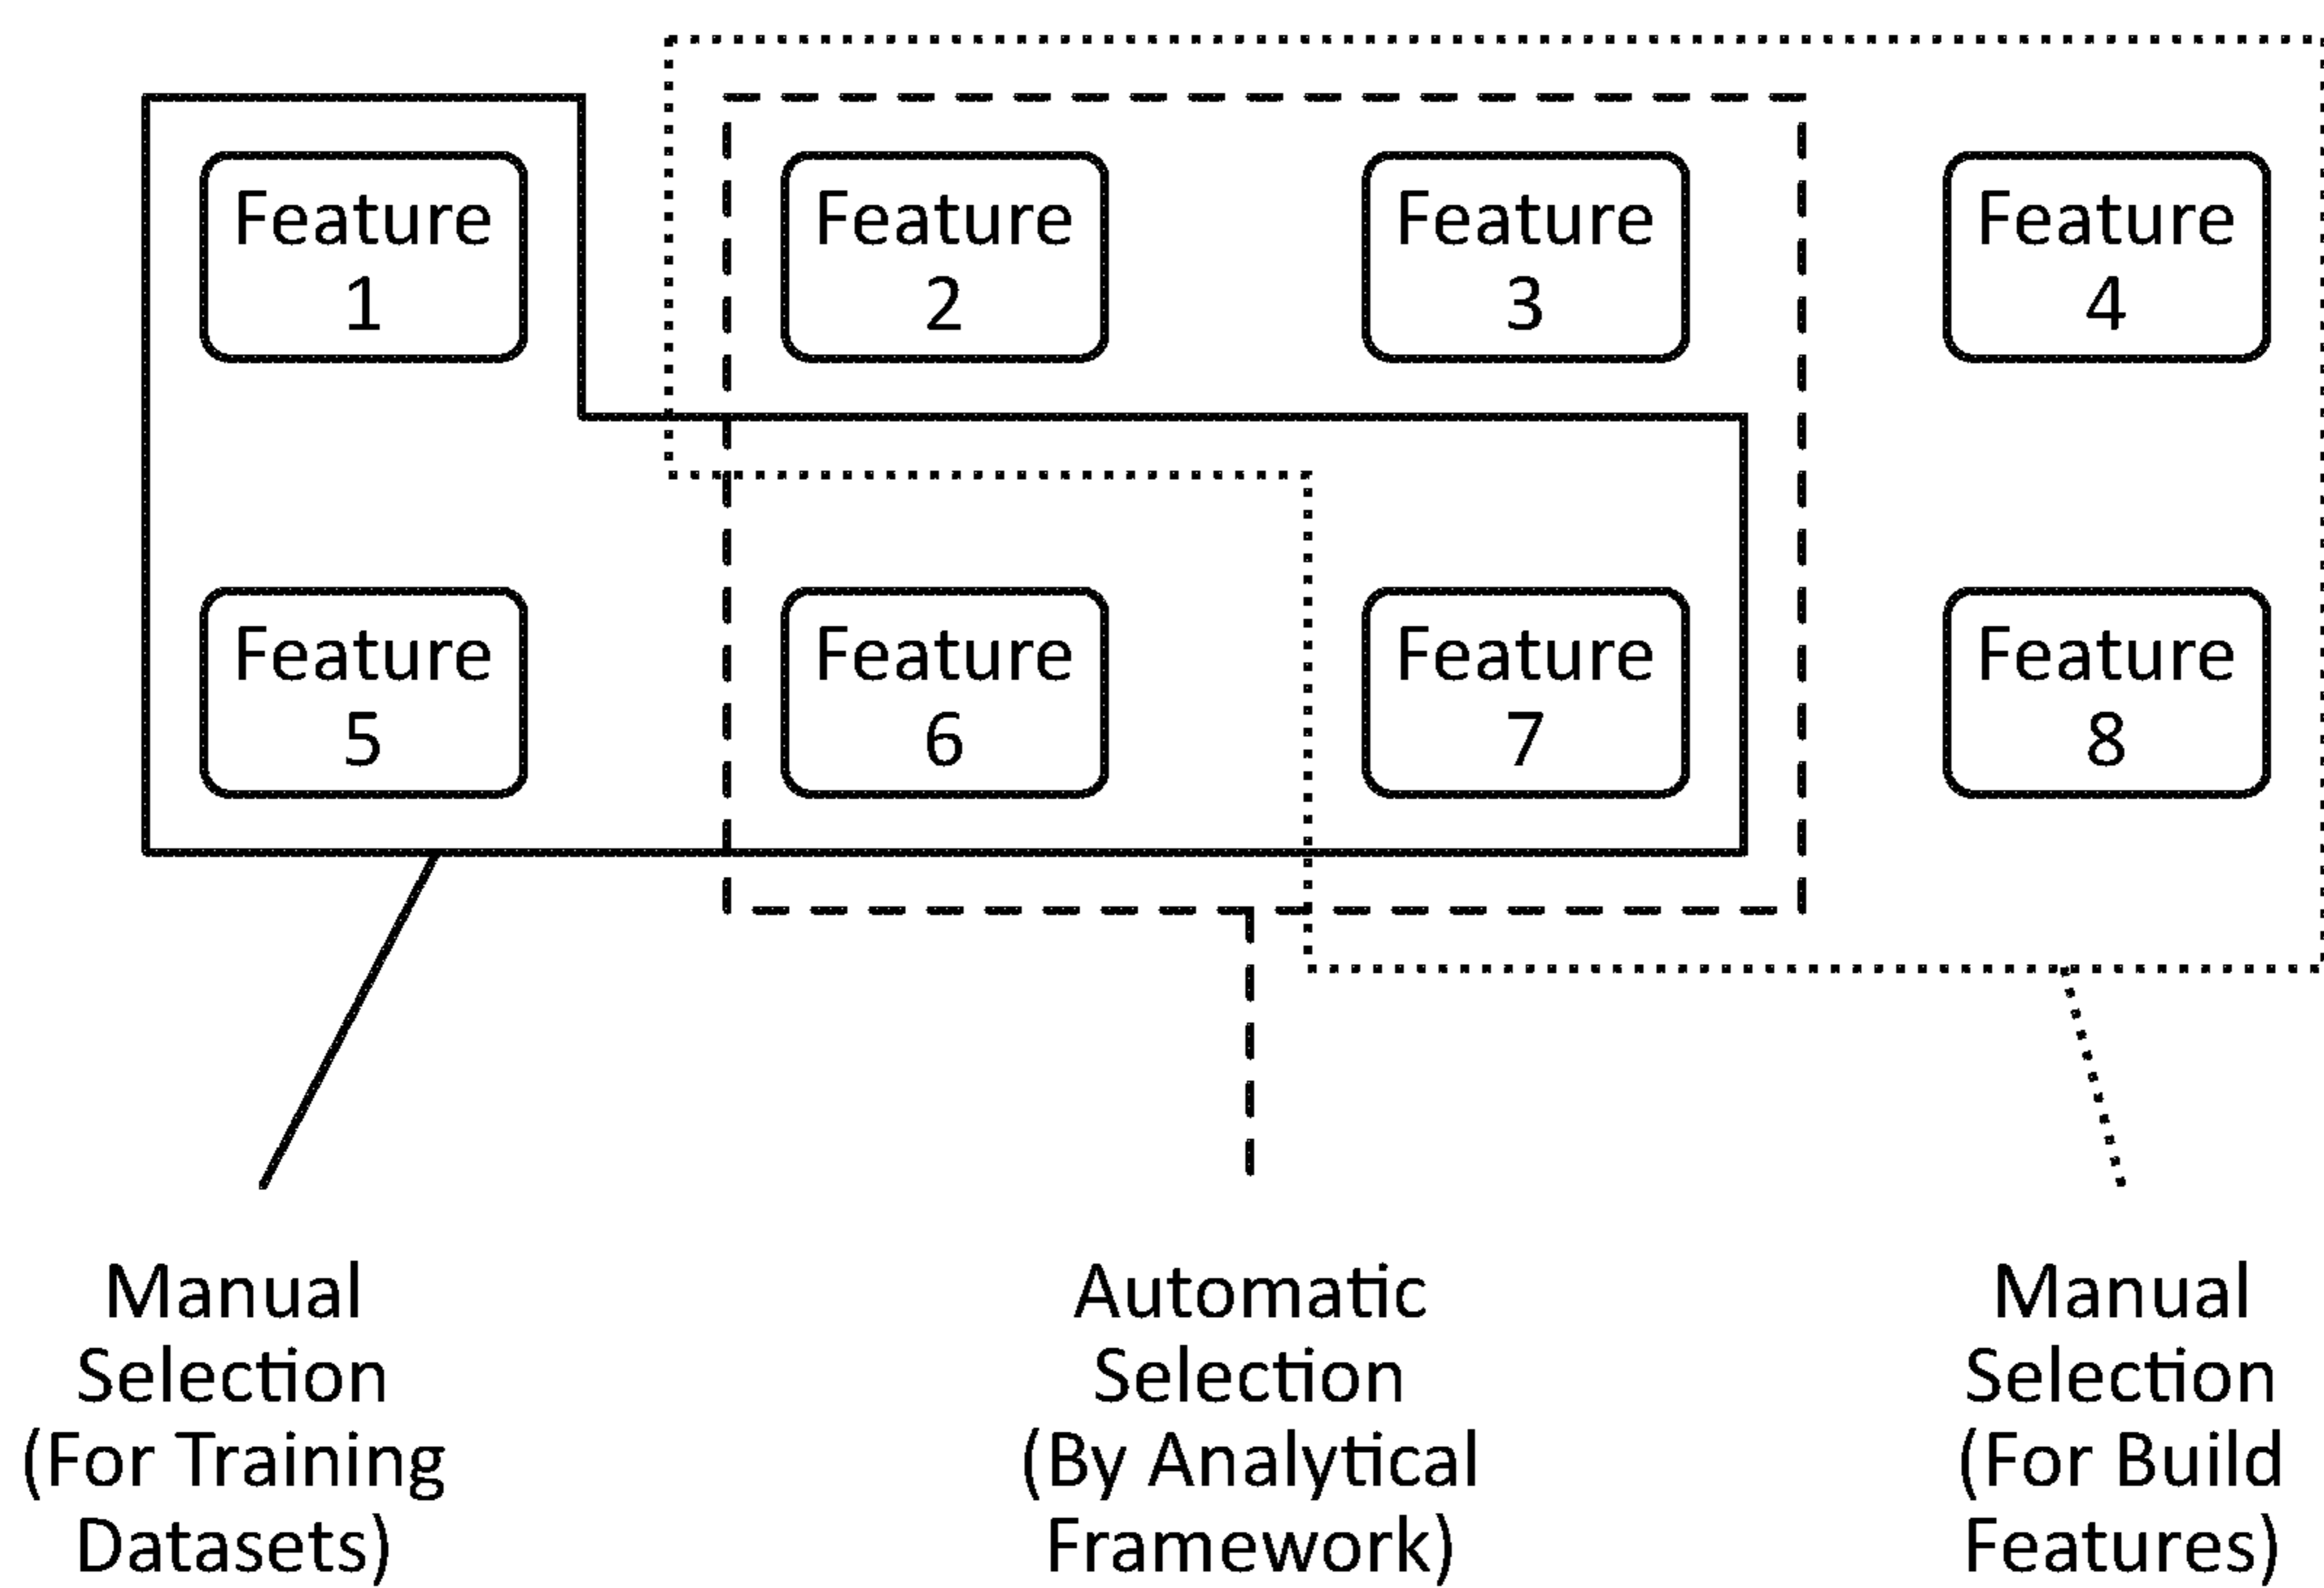 Feature
1
Feature
2
Feature
3
Feature
4
Feature
5
Feature
6
Feature
7
Feature
8
Manual
Selection
(For Training
Datasets)
Automatic
Selection
(By Analytical
Framework)
Manual
Selection
(For Build
Features)